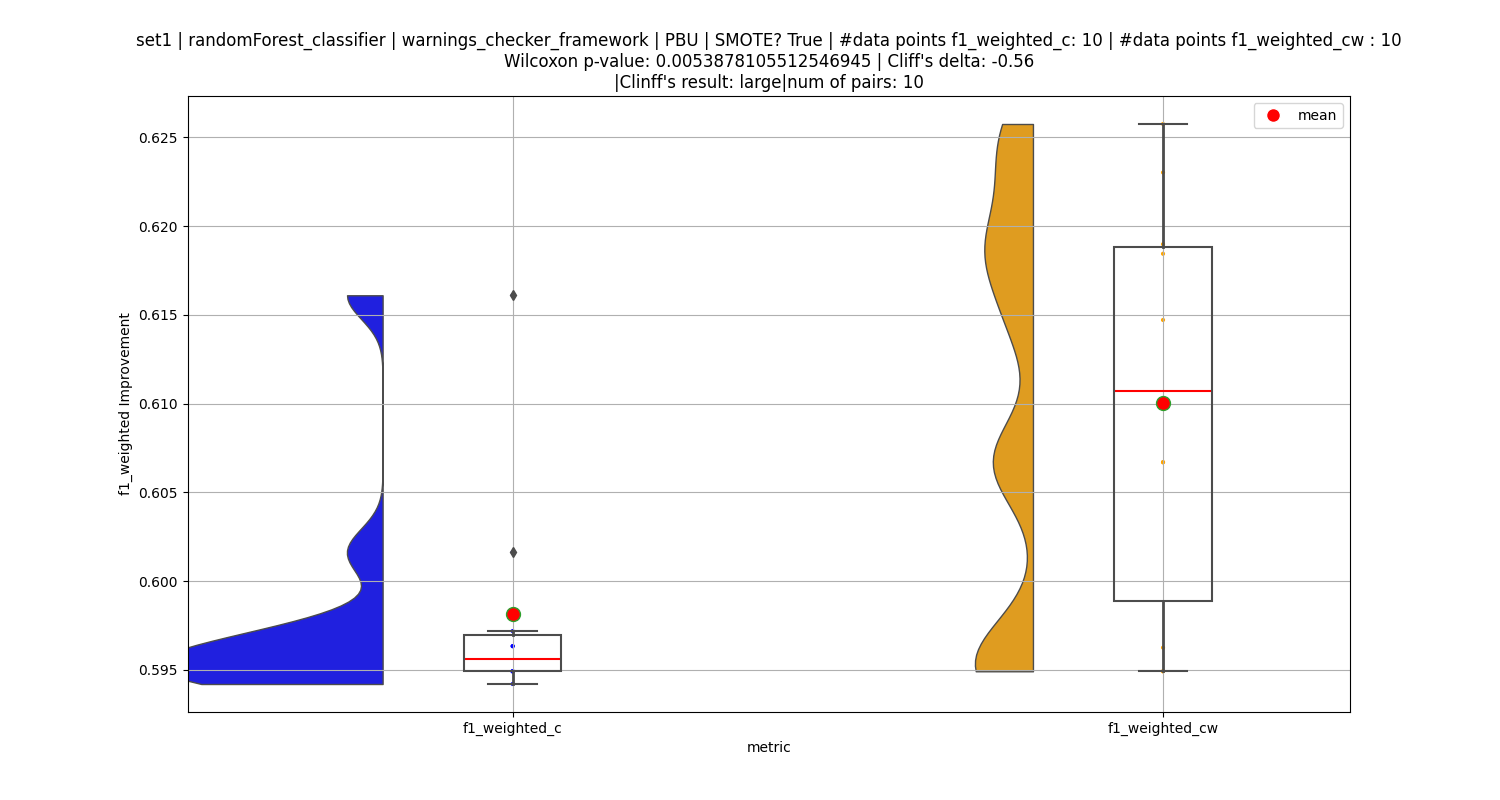 set1 | randomForest_classifier | warnings_checker_framework | PBU | SMOTE? True | #data points f1_weighted_c: 10 | #data points f1_weighted_cw : 10
Wilcoxon p-value: 0.0053878105512546945 | Cliff's delta: -0.56
|Clinff's result: large|num of pairs: 10
mean
0.625
0.620
0.615
0.610
0.605
0.600
0.595
f1_weighted Improvement
f1_weighted_c
f1_weighted_cw
metric